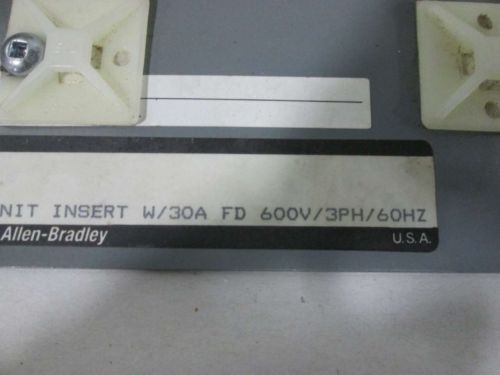 NIT INSERT W/30A FD 600V/3PH/60HZ
Allen-Bradley U.S.A.